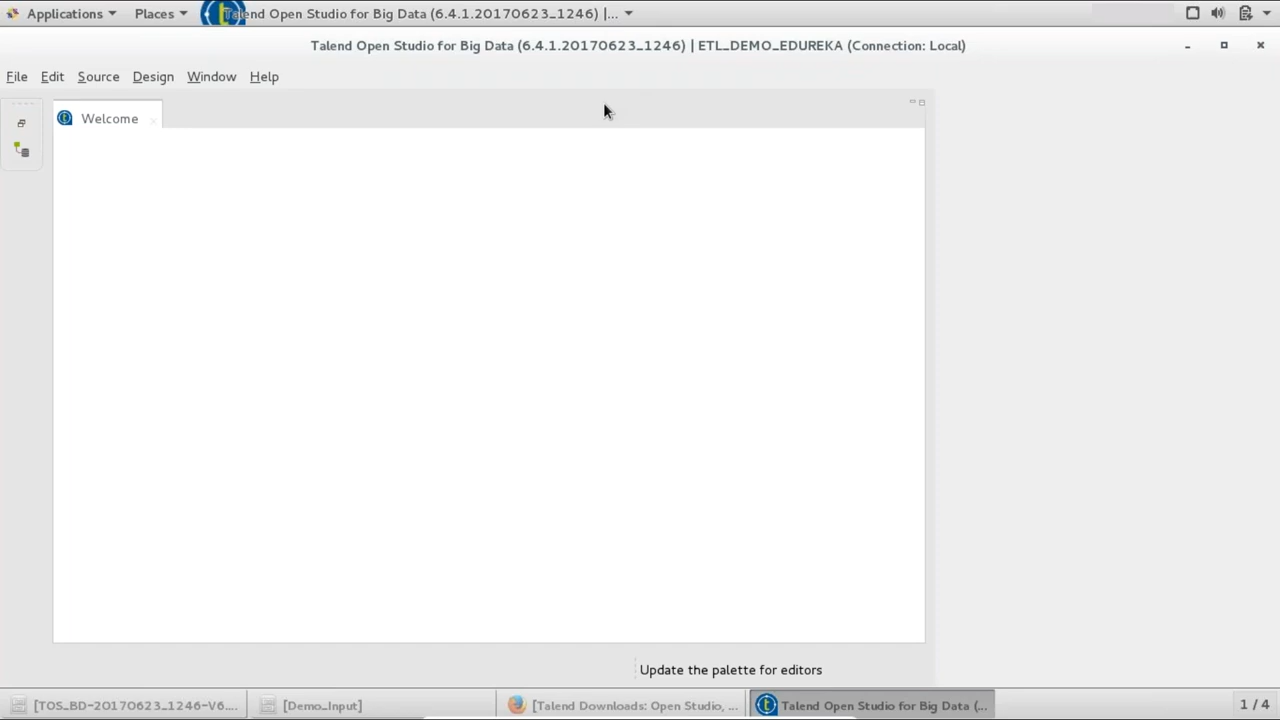 Applications Places Talend Open Studio for Big Data (6.4.1.20170623_1246) |...
Talend Open Studio for Big Data (6.4.1.20170623_1246) | ETL_DEMO_EDUREKA (Connection: Local)
File Edit Source Design Window Help
Welcome
Update the palette for editors
[TOS_BD-20170623_1246-V6.... [Demo_Input] [Talend Downloads: Open Studio, ... Talend Open Studio for Big Data (... 1 / 4